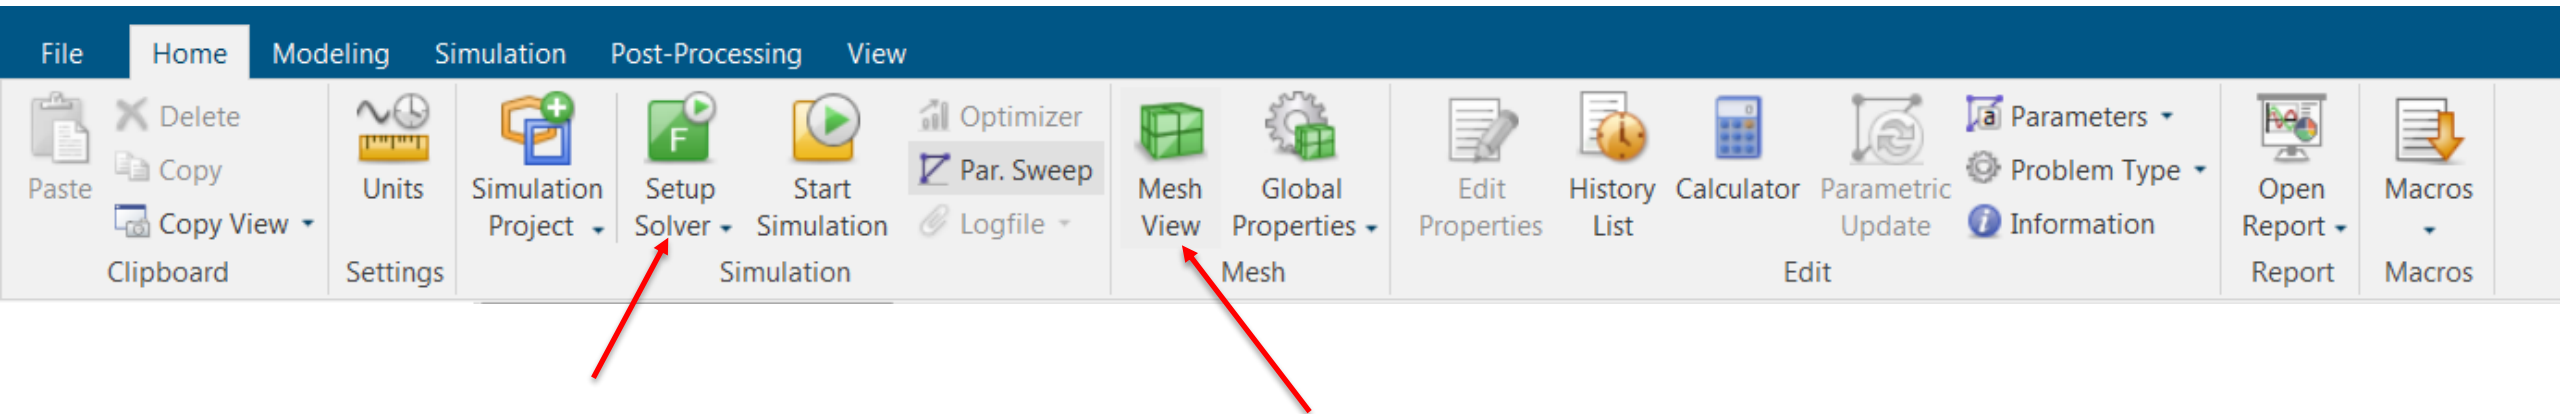 File Home Modeling Simulation Post-Processing View
Paste
Delete
Copy
Copy View
Clipboard
Units
Settings
Simulation
Project
Setup
Solver
Start
Simulation
Optimizer
Par. Sweep
Logfile
Simulation
Mesh
View
Global
Properties
Mesh
Edit
Properties
History
List
Calculator
Parametric
Update
Parameters
Problem Type
Information
Edit
Open
Report
Report
Macros
Macros